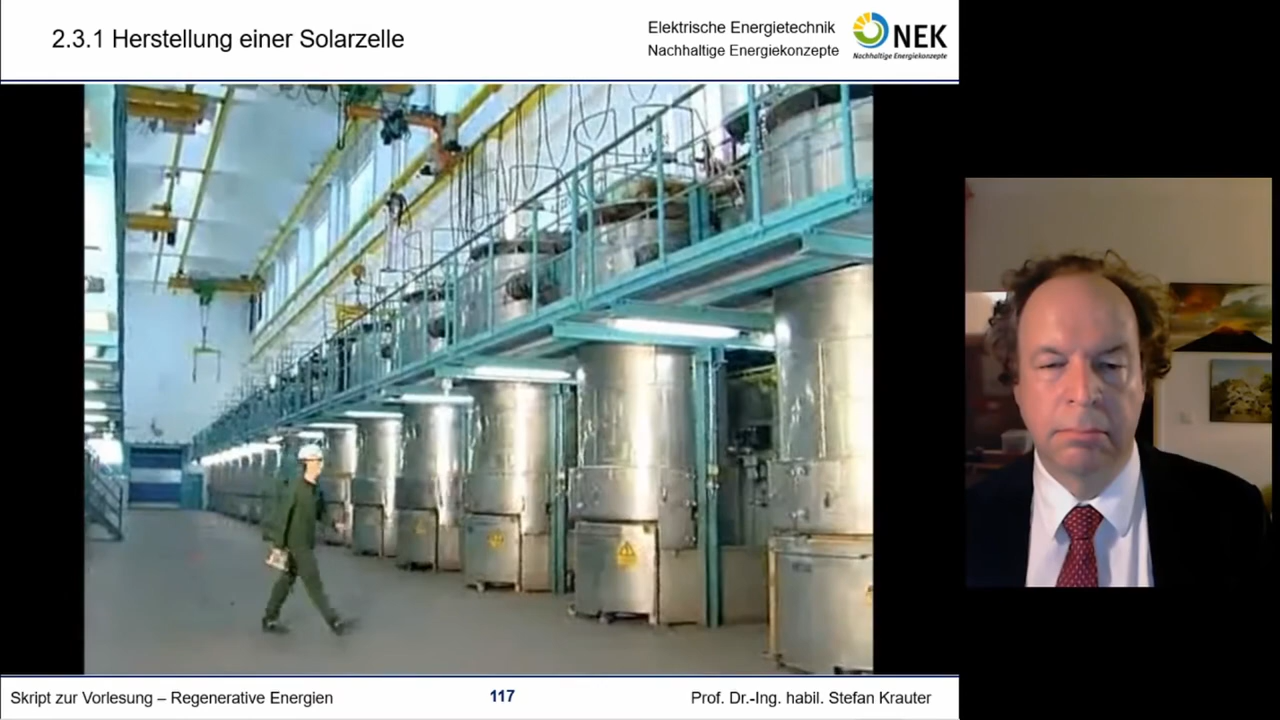 2.3.1 Herstellung einer Solarzelle
Elektrische Energietechnik
Nachhaltige Energiekonzepte
NEK
Nachhaltige Energiekonzepte
Skript zur Vorlesung – Regenerative Energien
117
Prof. Dr.-Ing. habil. Stefan Krauter